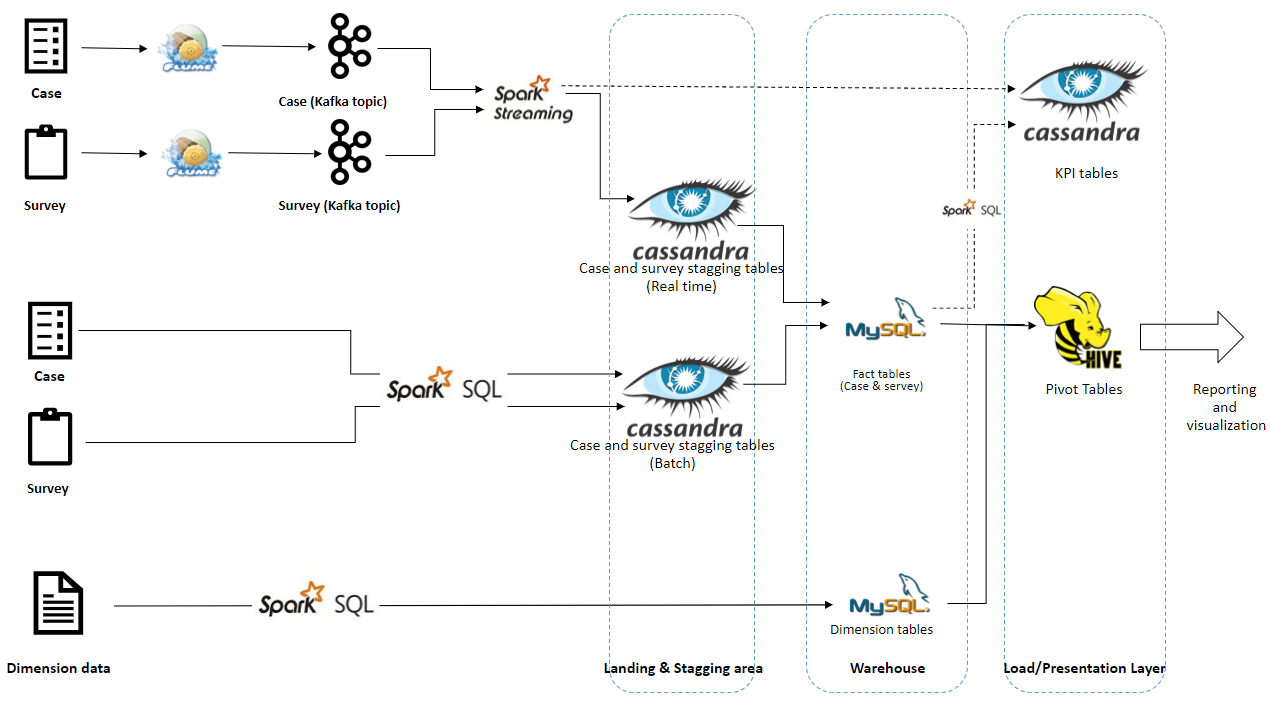 Case
FLUME
Case (Kafka topic)
Spark
Streaming
cassandra
KPI tables
Survey
FLUME
Survey (Kafka topic)
Spark SQL
cassandra
Case and survey stagging tables
(Real time)
Case
Spark SQL
cassandra
Case and survey stagging tables
(Batch)
Survey
MySQL
Fact tables
(Case & servey)
HIVE
Pivot Tables
Reporting
and
visualization
Dimension data
Spark SQL
MySQL
Dimension tables
Landing & Stagging area
Warehouse
Load/Presentation Layer